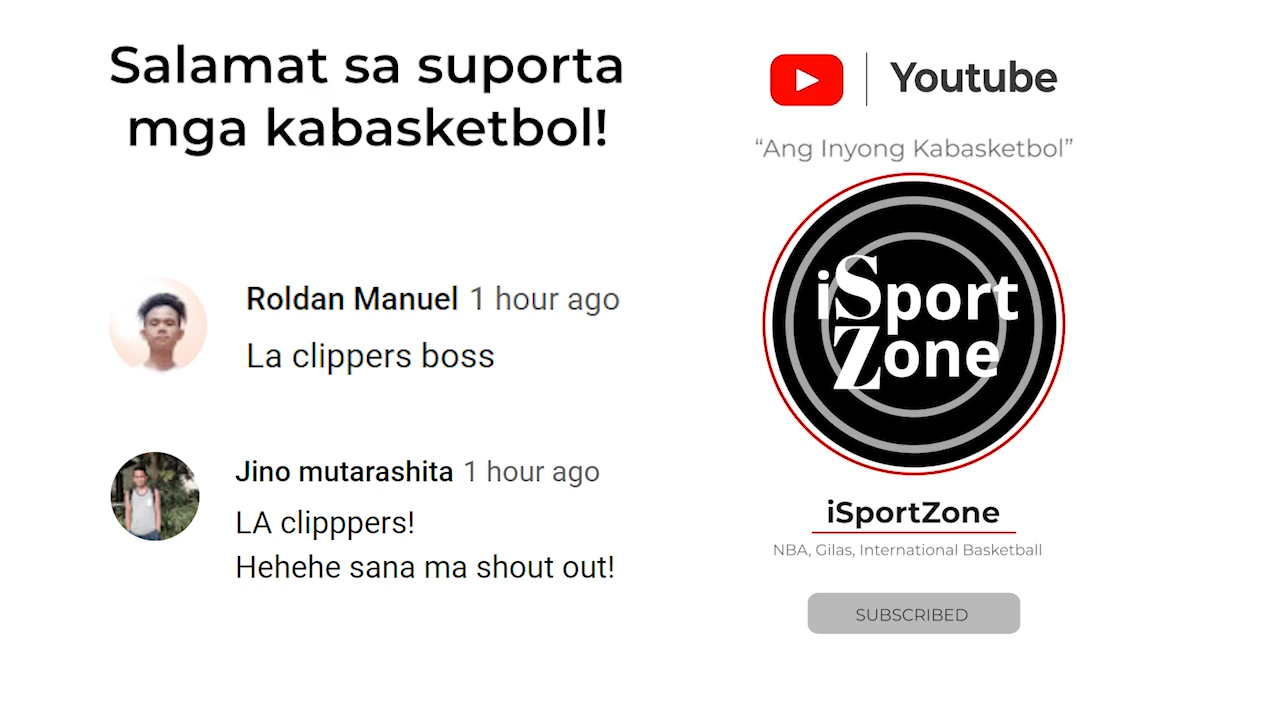 Salamat sa suporta
mga kabasketbol!
Roldan Manuel 1 hour ago
La clippers boss
Jino mutarashita 1 hour ago
LA clipppers!
Hehehe sana ma shout out!
Youtube
“Ang Inyong Kabasketbol”
iSport
Zone
iSportZone
NBA, Gilas, International Basketball
SUBSCRIBED